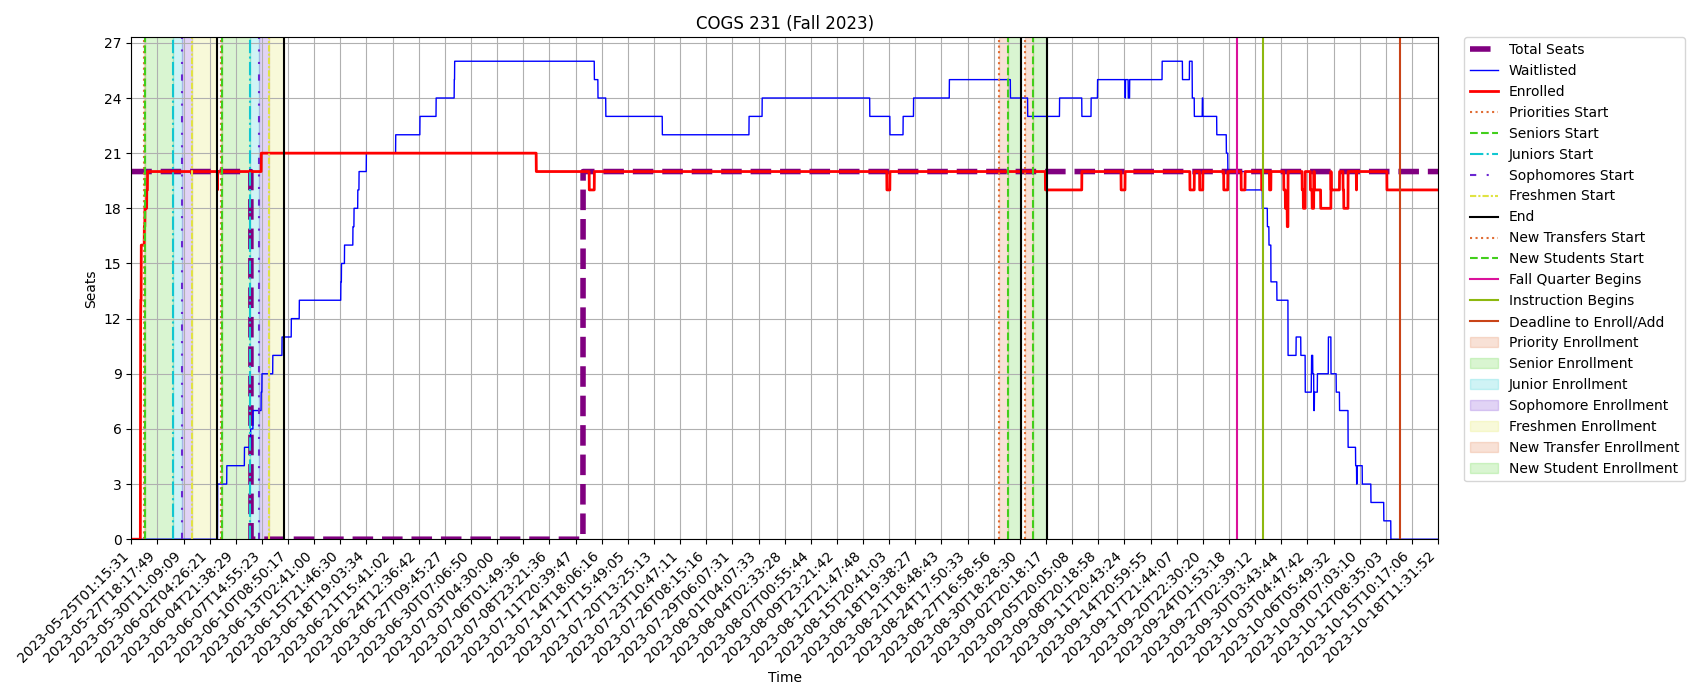 COGS 231 (Fall 2023)
27
24
21
18
15
12
9
6
3
0
Seats
2023-05-25T01:15:31
2023-05-27T18:17:49
2023-05-30T11:09:09
2023-06-02T04:26:21
2023-06-04T21:38:29
2023-06-07T14:55:23
2023-06-10T08:50:17
2023-06-13T02:41:00
2023-06-15T21:46:30
2023-06-18T19:03:34
2023-06-21T15:41:02
2023-06-24T12:36:42
2023-06-27T09:45:27
2023-06-30T07:06:50
2023-07-03T04:30:00
2023-07-06T01:49:36
2023-07-08T23:21:36
2023-07-11T20:39:47
2023-07-14T18:06:16
2023-07-17T15:49:05
2023-07-20T13:25:13
2023-07-23T10:47:11
2023-07-26T08:15:16
2023-07-29T06:07:31
2023-08-01T04:07:33
2023-08-04T02:33:28
2023-08-07T00:55:44
2023-08-09T23:21:42
2023-08-12T21:47:48
2023-08-15T20:41:03
2023-08-18T19:38:27
2023-08-21T18:48:43
2023-08-24T17:50:33
2023-08-27T16:58:56
2023-08-30T18:28:30
2023-09-02T20:18:17
2023-09-05T20:05:08
2023-09-08T20:18:58
2023-09-11T20:43:24
2023-09-14T20:59:55
2023-09-17T21:44:07
2023-09-20T22:30:20
2023-09-24T01:53:18
2023-09-27T02:39:12
2023-09-30T03:43:44
2023-10-03T04:47:42
2023-10-06T05:49:32
2023-10-09T07:03:10
2023-10-12T08:35:03
2023-10-15T10:17:06
2023-10-18T11:31:52
Time
Total Seats
Waitlisted
Enrolled
Priorities Start
Seniors Start
Juniors Start
Sophomores Start
Freshmen Start
End
New Transfers Start
New Students Start
Fall Quarter Begins
Instruction Begins
Deadline to Enroll/Add
Priority Enrollment
Senior Enrollment
Junior Enrollment
Sophomore Enrollment
Freshmen Enrollment
New Transfer Enrollment
New Student Enrollment